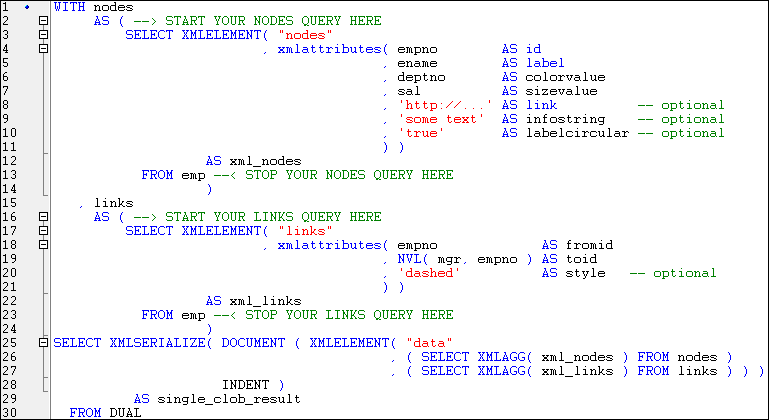 1 WITH nodes
2 AS ( --> START YOUR NODES QUERY HERE
3 SELECT XMLELEMENT( "nodes"
4 , xmlattributes( empno AS id
5 , ename AS label
6 , deptno AS colorvalue
7 , sal AS sizevalue
8 , 'http://...' AS link -- optional
9 , 'some text' AS infostring -- optional
10 , 'true' AS labelcircular -- optional
11 ) )
12 AS xml_nodes
13 FROM emp --< STOP YOUR NODES QUERY HERE
14 )
15 , links
16 AS ( --> START YOUR LINKS QUERY HERE
17 SELECT XMLELEMENT( "links"
18 , xmlattributes( empno AS fromid
19 , NVL( mgr, empno ) AS toid
20 , 'dashed' AS style -- optional
21 ) )
22 AS xml_links
23 FROM emp --< STOP YOUR LINKS QUERY HERE
24 )
25 SELECT XMLSERIALIZE( DOCUMENT ( XMLELEMENT( "data"
26 , ( SELECT XMLAGG( xml_nodes ) FROM nodes )
27 , ( SELECT XMLAGG( xml_links ) FROM links ) ) )
28 INDENT )
29 AS single_clob_result
30 FROM DUAL